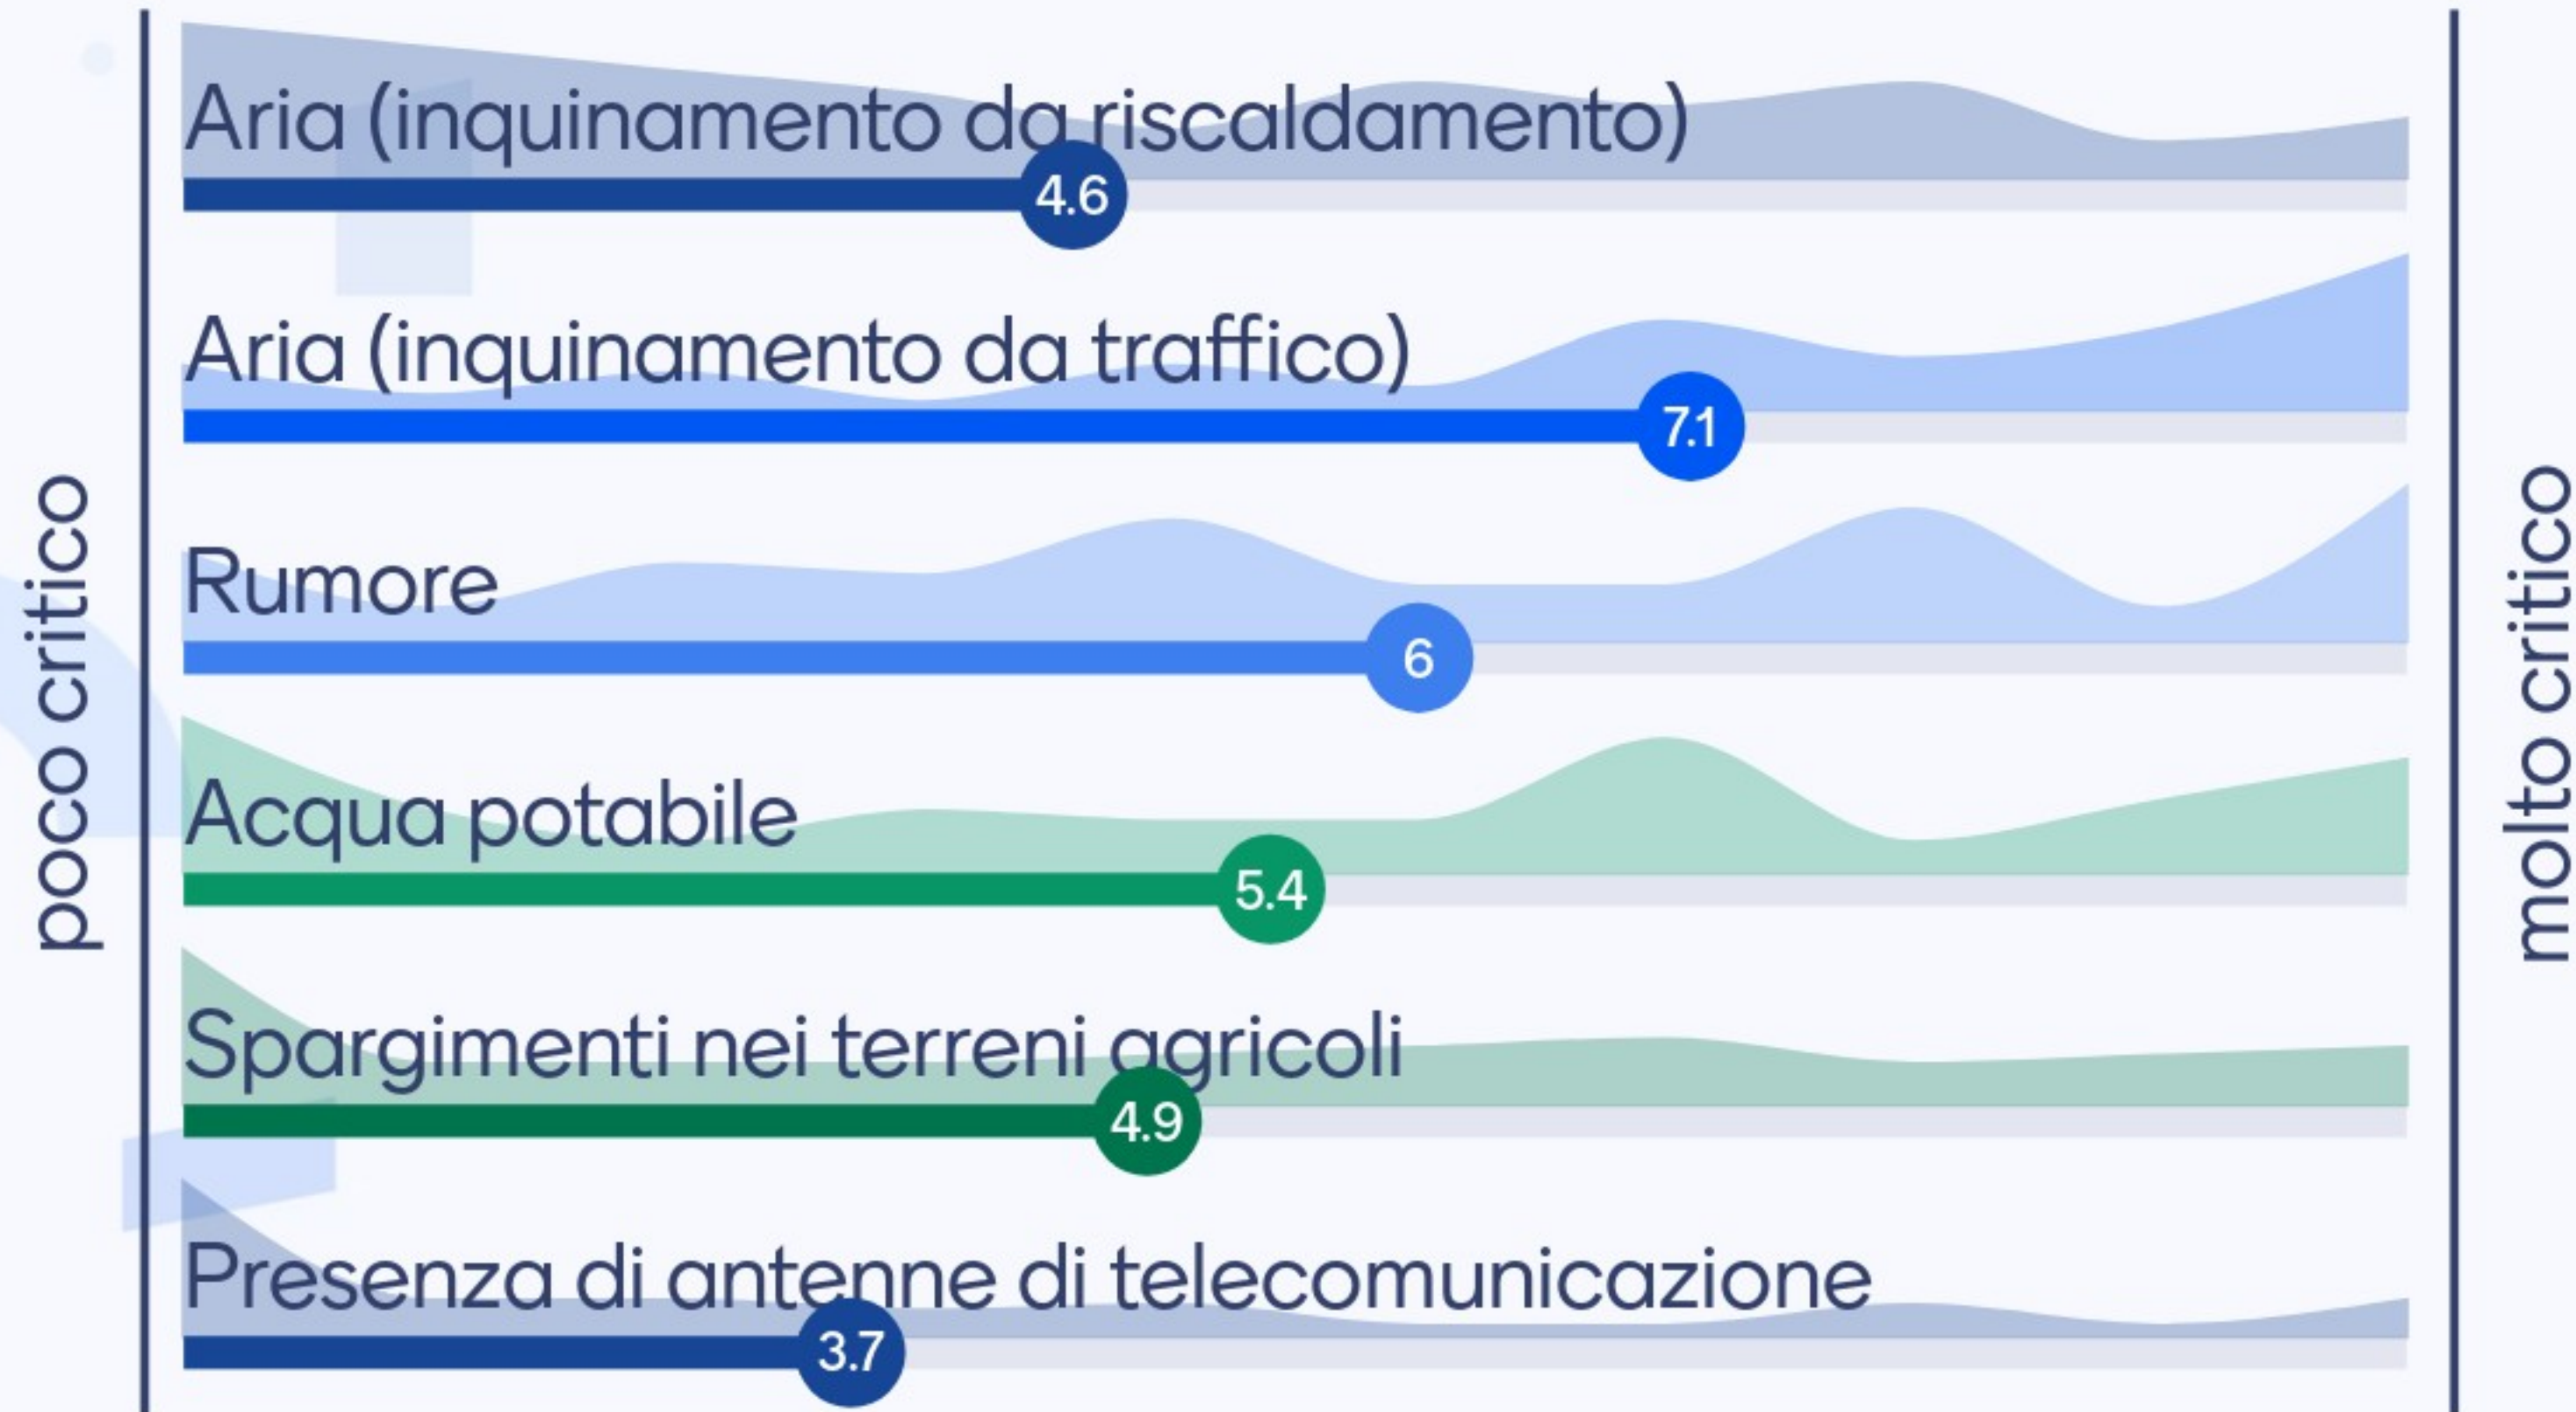 poco critico
Aria (inquinamento da riscaldamento)
4.6
Aria (inquinamento da traffico)
7.1
Rumore
6
Acqua potabile
5.4
Spargimenti nei terreni agricoli
4.9
Presenza di antenne di telecomunicazione
3.7
molto critico